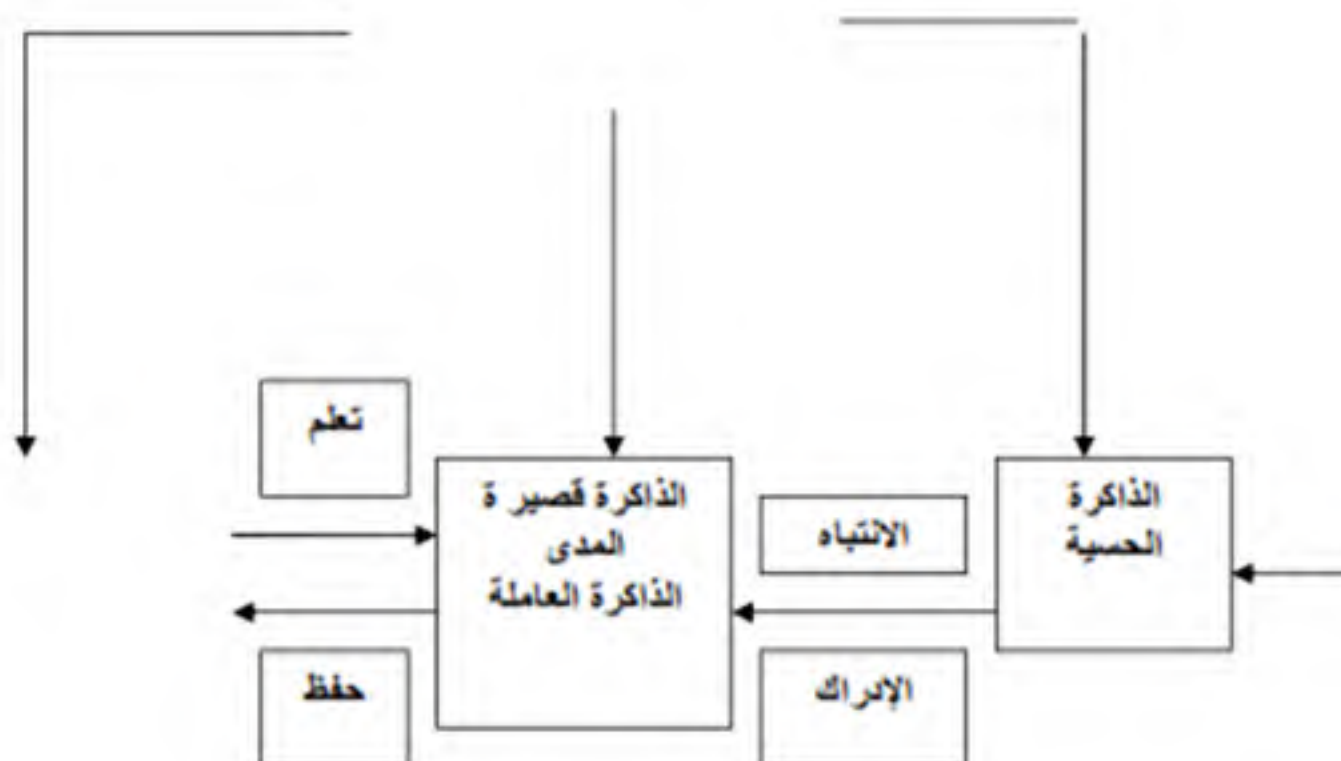 تعلم
الذاكرة قصير ة
المدى
الذاكرة العاملة
الانتباه
الذاكرة
الحسية
حفظ
الإدراك